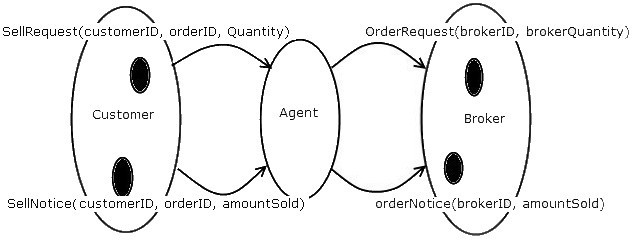 SellRequest(customerID, orderID, Quantity)
OrderRequest(brokerID, brokerQuantity)
Customer
Agent
Broker
SellNotice(customerID, orderID, amountSold)
orderNotice(brokerID, amountSold)